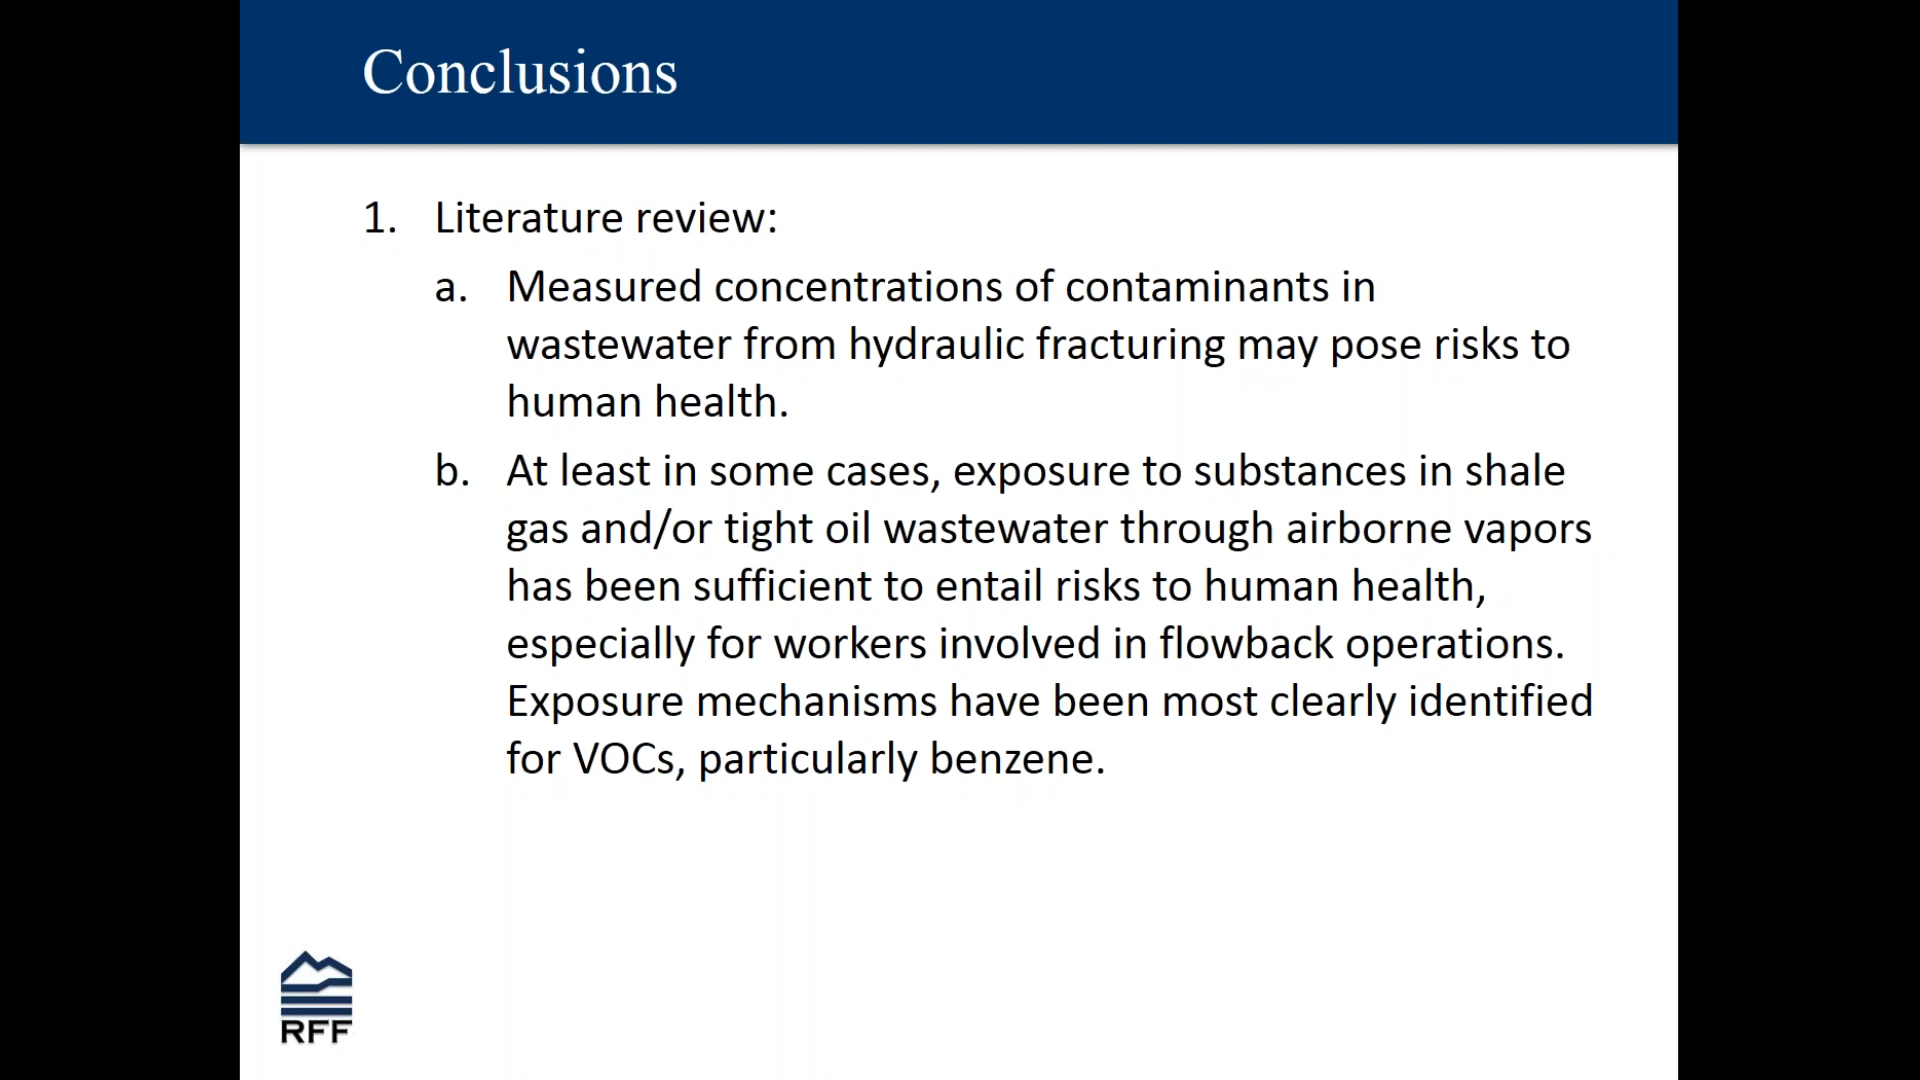 Conclusions
1. Literature review:
a. Measured concentrations of contaminants in
wastewater from hydraulic fracturing may pose risks to
human health.
b. At least in some cases, exposure to substances in shale
gas and/or tight oil wastewater through airborne vapors
has been sufficient to entail risks to human health,
especially for workers involved in flowback operations.
Exposure mechanisms have been most clearly identified
for VOCs, particularly benzene.
RFF